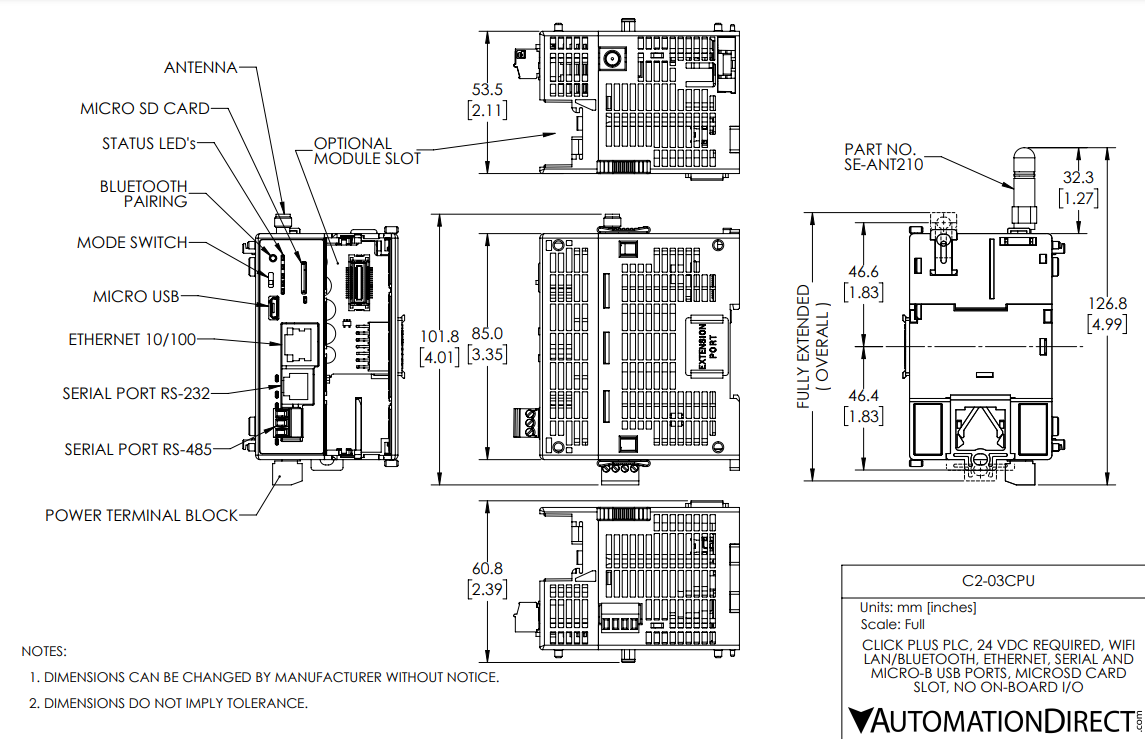 ANTENNA
MICRO SD CARD
STATUS LED's
BLUETOOTH
PAIRING
MODE SWITCH
MICRO USB
ETHERNET 10/100
SERIAL PORT RS-232
SERIAL PORT RS-485
POWER TERMINAL BLOCK
OPTIONAL
MODULE SLOT
53.5
[2.11]
101.8
[4.01]
85.0
[3.35]
EXTENSION
PORT
60.8
[2.39]
PART NO.
SE-ANT210
32.3
[1.27]
46.6
[1.83]
126.8
[4.99]
FULLY EXTENDED
( OVERALL )
46.4
[1.83]
NOTES:
1. DIMENSIONS CAN BE CHANGED BY MANUFACTURER WITHOUT NOTICE.
2. DIMENSIONS DO NOT IMPLY TOLERANCE.
C2-03CPU
Units: mm [inches]
Scale: Full
CLICK PLUS PLC, 24 VDC REQUIRED, WIFI
LAN/BLUETOOTH, ETHERNET, SERIAL AND
MICRO-B USB PORTS, MICROSD CARD
SLOT, NO ON-BOARD I/O
AUTOMATIONDIRECT.com